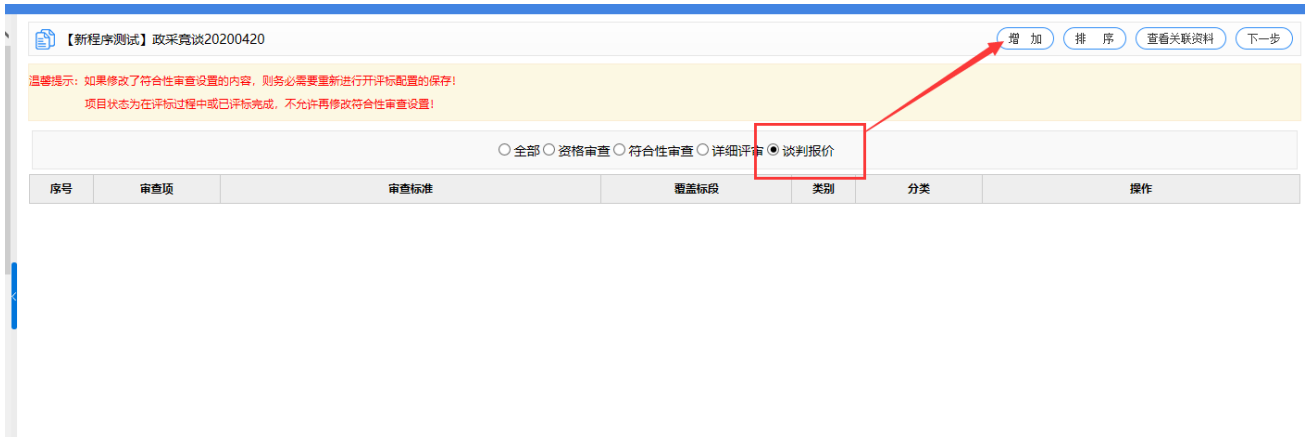 【新程序测试】政采竞谈20200420 增 加 排 序 查看关联资料 下一步
温馨提示：如果修改了符合性审查设置的内容，则务必需要重新进行开评标配置的保存！
项目状态为在评标过程中或已评标完成，不允许再修改符合性审查设置！
全部 资格审查 符合性审查 详细评审 谈判报价
序号 审查项 审查标准 覆盖标段 类别 分类 操作